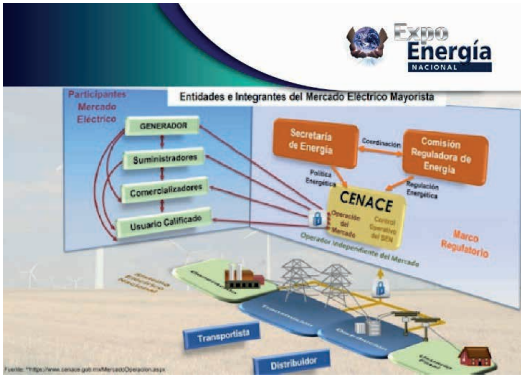 Expo
Energía
NACIONAL
Entidades e Integrantes del Mercado Eléctrico Mayorista
Participantes
Mercado
Eléctrico
GENERADOR
Suministradores
Comercializadores
Usuario Calificado
Secretaría
de Energía
Coordinación
Comisión
Reguladora de
Energía
Política
Energética
Regulación
Energética
CENACE
Operación
del
Mercado
Control
Operativo
del SEN
Operador independiente del Mercado
Marco
Regulatorio
Transportista
Distribuidor